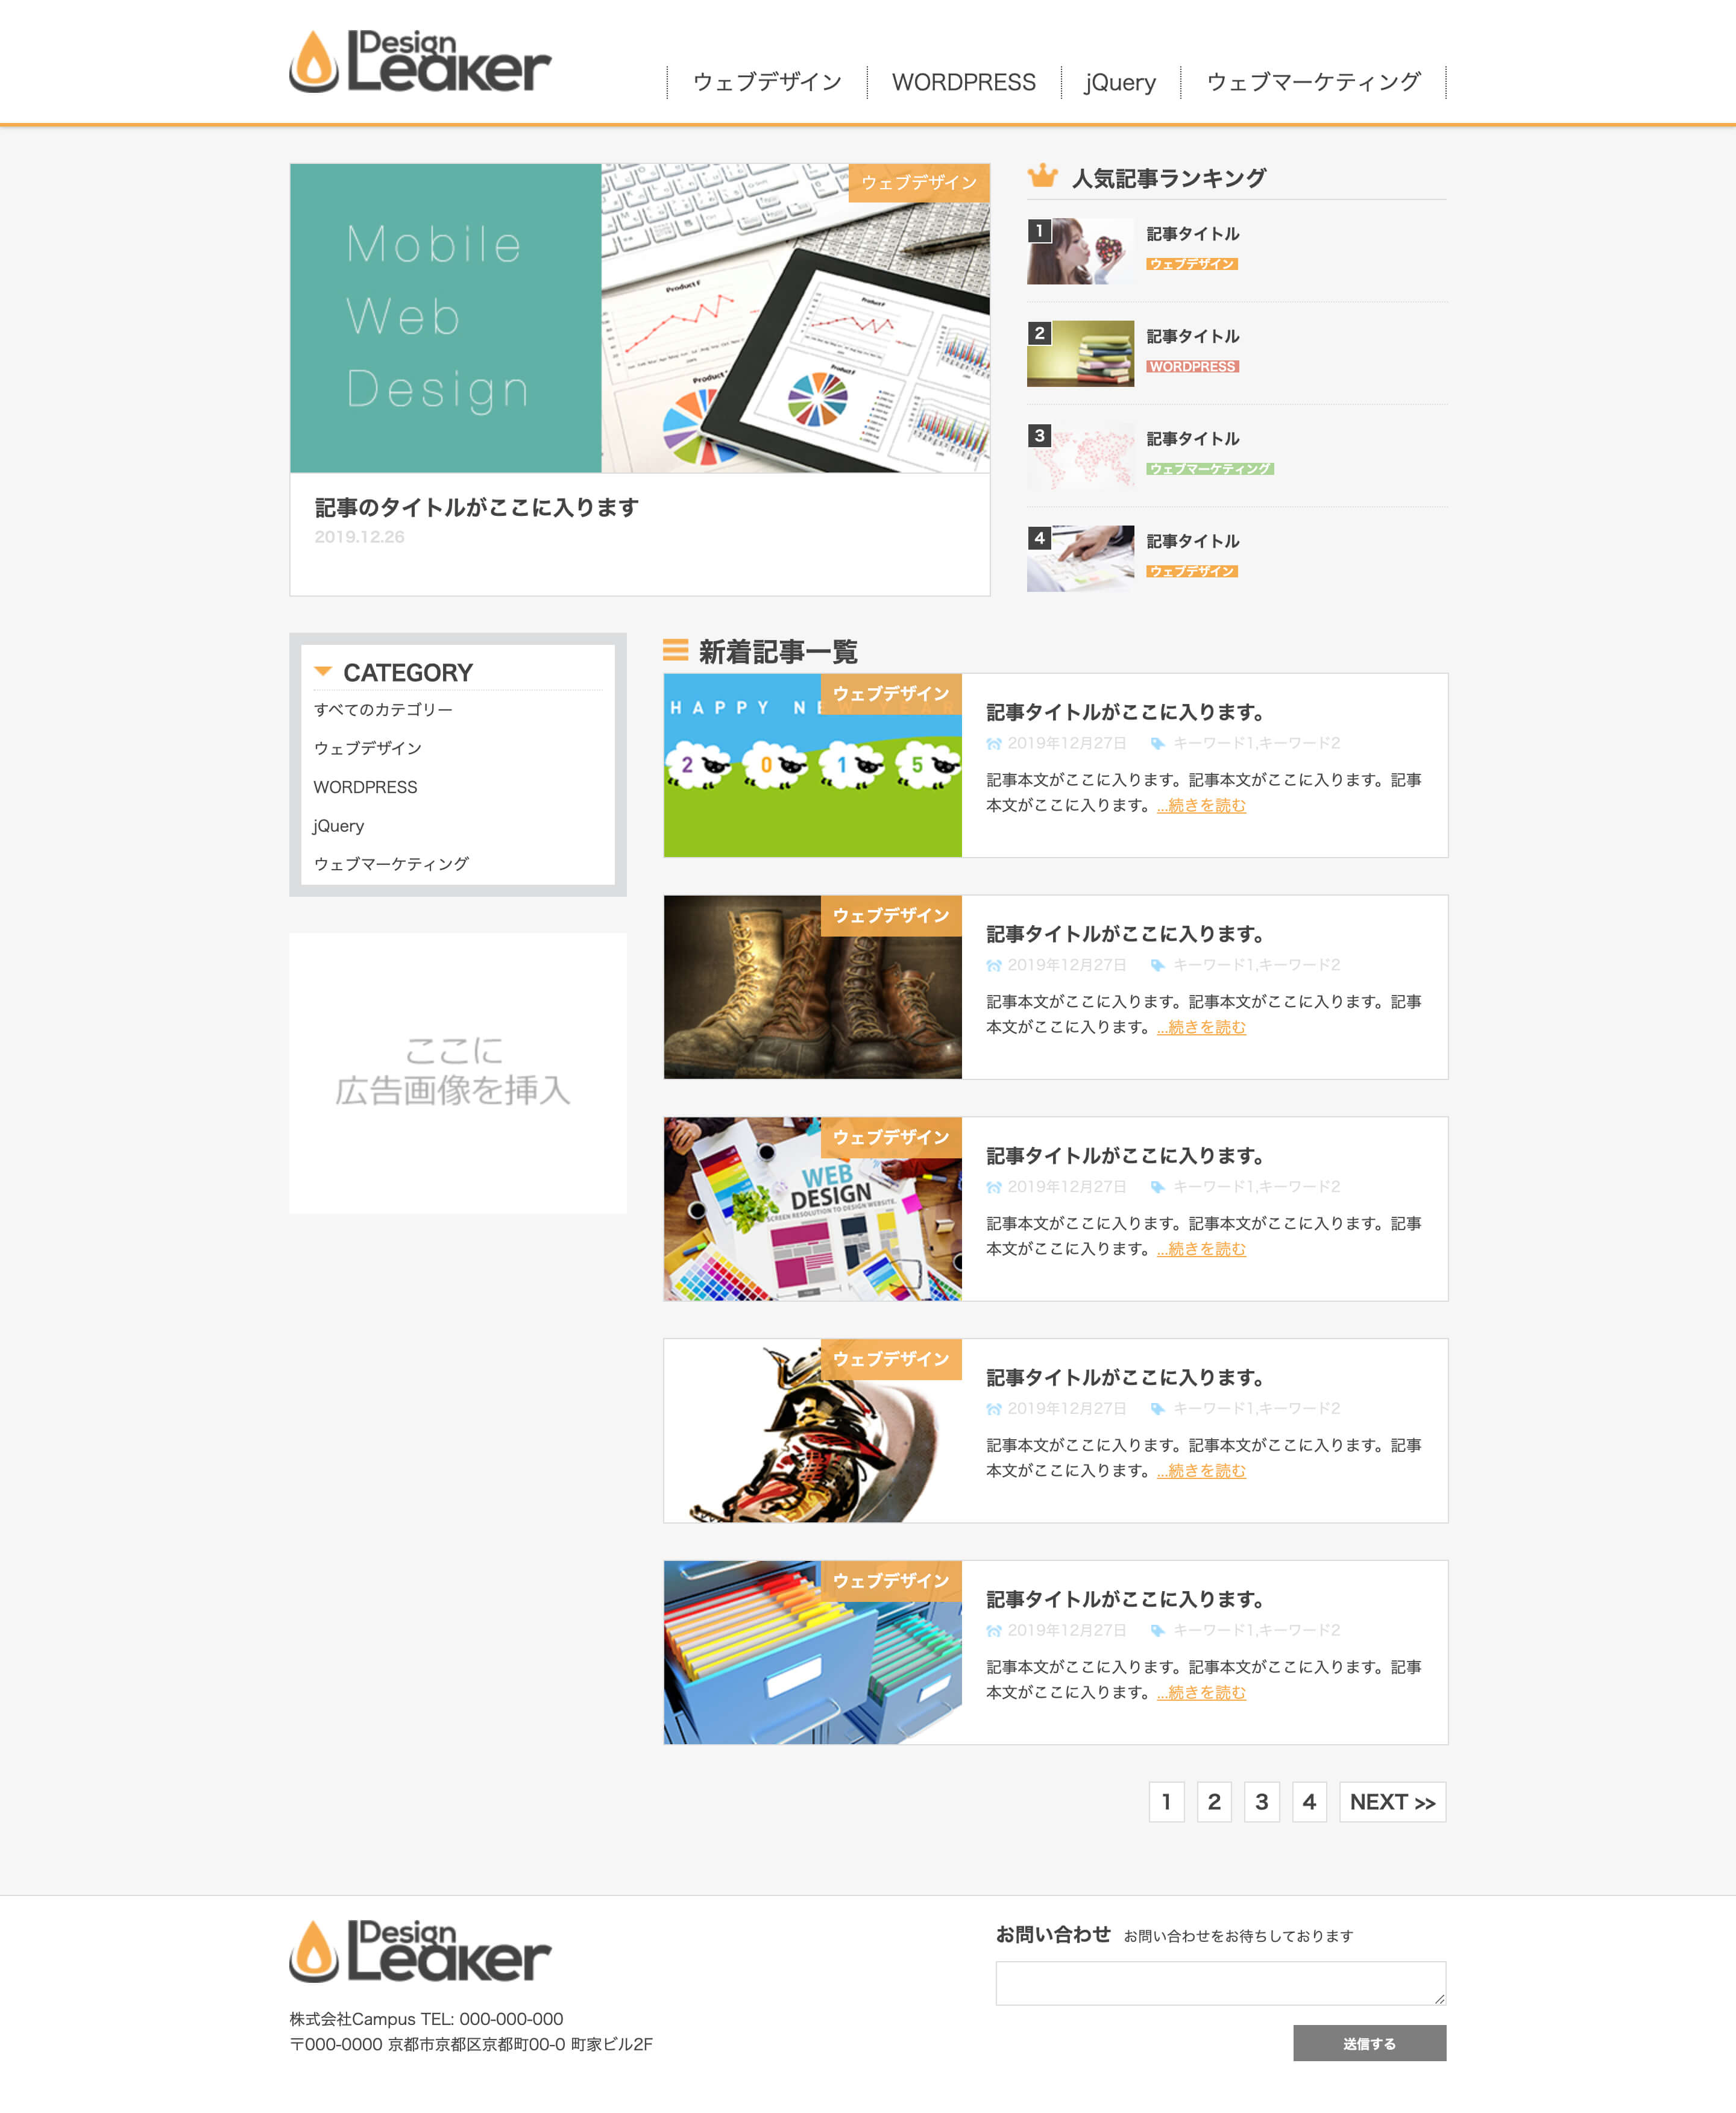 Design
Leaker
ウェブデザイン
WORDPRESS
jQuery
ウェブマーケティング
Mobile
Web
Design
ウェブデザイン
Product F
Product
Product F
Product F
記事のタイトルがここに入ります
2019.12.26
人気記事ランキング
1
記事タイトル
ウェブデザイン
2
記事タイトル
WORDPRESS
3
記事タイトル
ウェブマーケティング
4
記事タイトル
ウェブデザイン
CATEGORY
すべてのカテゴリー
ウェブデザイン
WORDPRESS
jQuery
ウェブマーケティング
ここに
広告画像を挿入
新着記事一覧
ウェブデザイン
HAPPY NEW YEAR
2 0 1 5
記事タイトルがここに入ります。
2019年12月27日 キーワード1,キーワード2
記事本文がここに入ります。記事本文がここに入ります。記事
本文がここに入ります。...続きを読む
ウェブデザイン
記事タイトルがここに入ります。
2019年12月27日 キーワード1,キーワード2
記事本文がここに入ります。記事本文がここに入ります。記事
本文がここに入ります。...続きを読む
ウェブデザイン
WEB
DESIGN
SCREEN RESOLUTION TO DESIGN WEBSITE.
記事タイトルがここに入ります。
2019年12月27日 キーワード1,キーワード2
記事本文がここに入ります。記事本文がここに入ります。記事
本文がここに入ります。...続きを読む
ウェブデザイン
記事タイトルがここに入ります。
2019年12月27日 キーワード1,キーワード2
記事本文がここに入ります。記事本文がここに入ります。記事
本文がここに入ります。...続きを読む
ウェブデザイン
記事タイトルがここに入ります。
2019年12月27日 キーワード1,キーワード2
記事本文がここに入ります。記事本文がここに入ります。記事
本文がここに入ります。...続きを読む
1 2 3 4 NEXT >>
Design
Leaker
株式会社Campus TEL: 000-000-000
〒000-0000 京都市京都区京都町00-0 町家ビル2F
お問い合わせ お問い合わせをお待ちしております
送信する